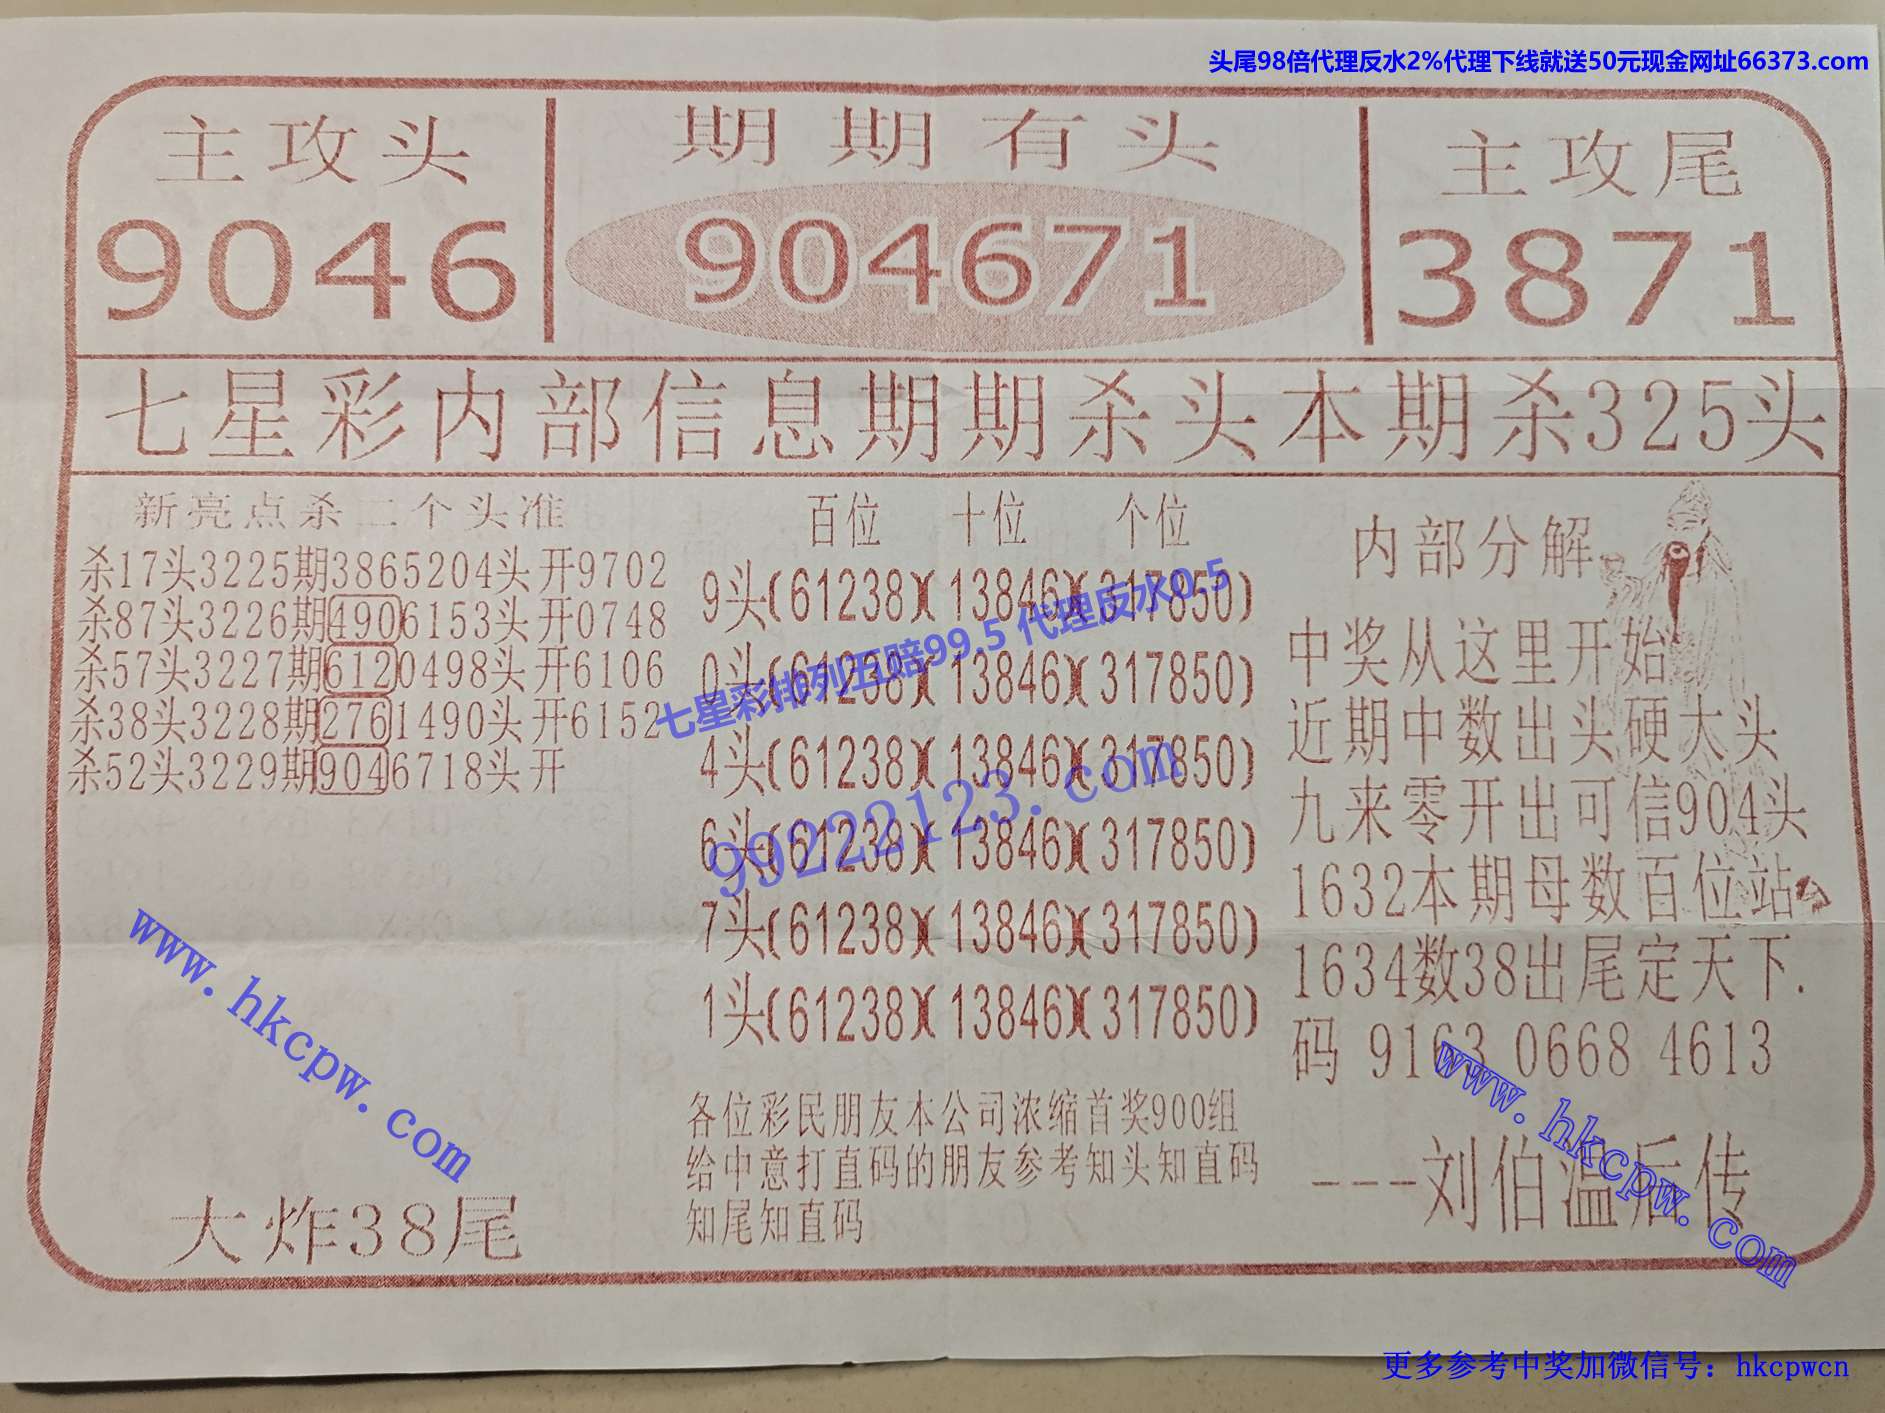 头尾98倍代理反水2%代理下线就送50元现金网址66373.com
主攻头
9046
期期有头
904671
主攻尾
3871
七星彩内部信息期期杀头本期杀325头
新亮点杀二个头准
杀17头3225期3865204头开9702
杀87头3226期4906153头开0748
杀57头3227期6120498头开6106
杀38头3228期2761490头开6152
杀52头3229期9046718头开
大炸38尾
百位 十位 个位
9头(61238)(13846)(317850)
0头(61238)(13846)(317850)
4头(61238)(13846)(317850)
6头(61238)(13846)(317850)
7头(61238)(13846)(317850)
1头(61238)(13846)(317850)
各位彩民朋友本公司浓缩首奖900组
给中意打直码的朋友参考知头知直码
知尾知直码
内部分解
中奖从这里开始
近期中数出头硬大头
九来零开出可信904头
1632本期母数百位站
1634数38出尾定天下.
码 9163 0668 4613
---刘伯温后传
七星彩排列五赔99.5 代理反水0.5
99222123.com
www.hkcpw.com
www.hkcpw.com
更多参考中奖加微信号：hkcpwcn